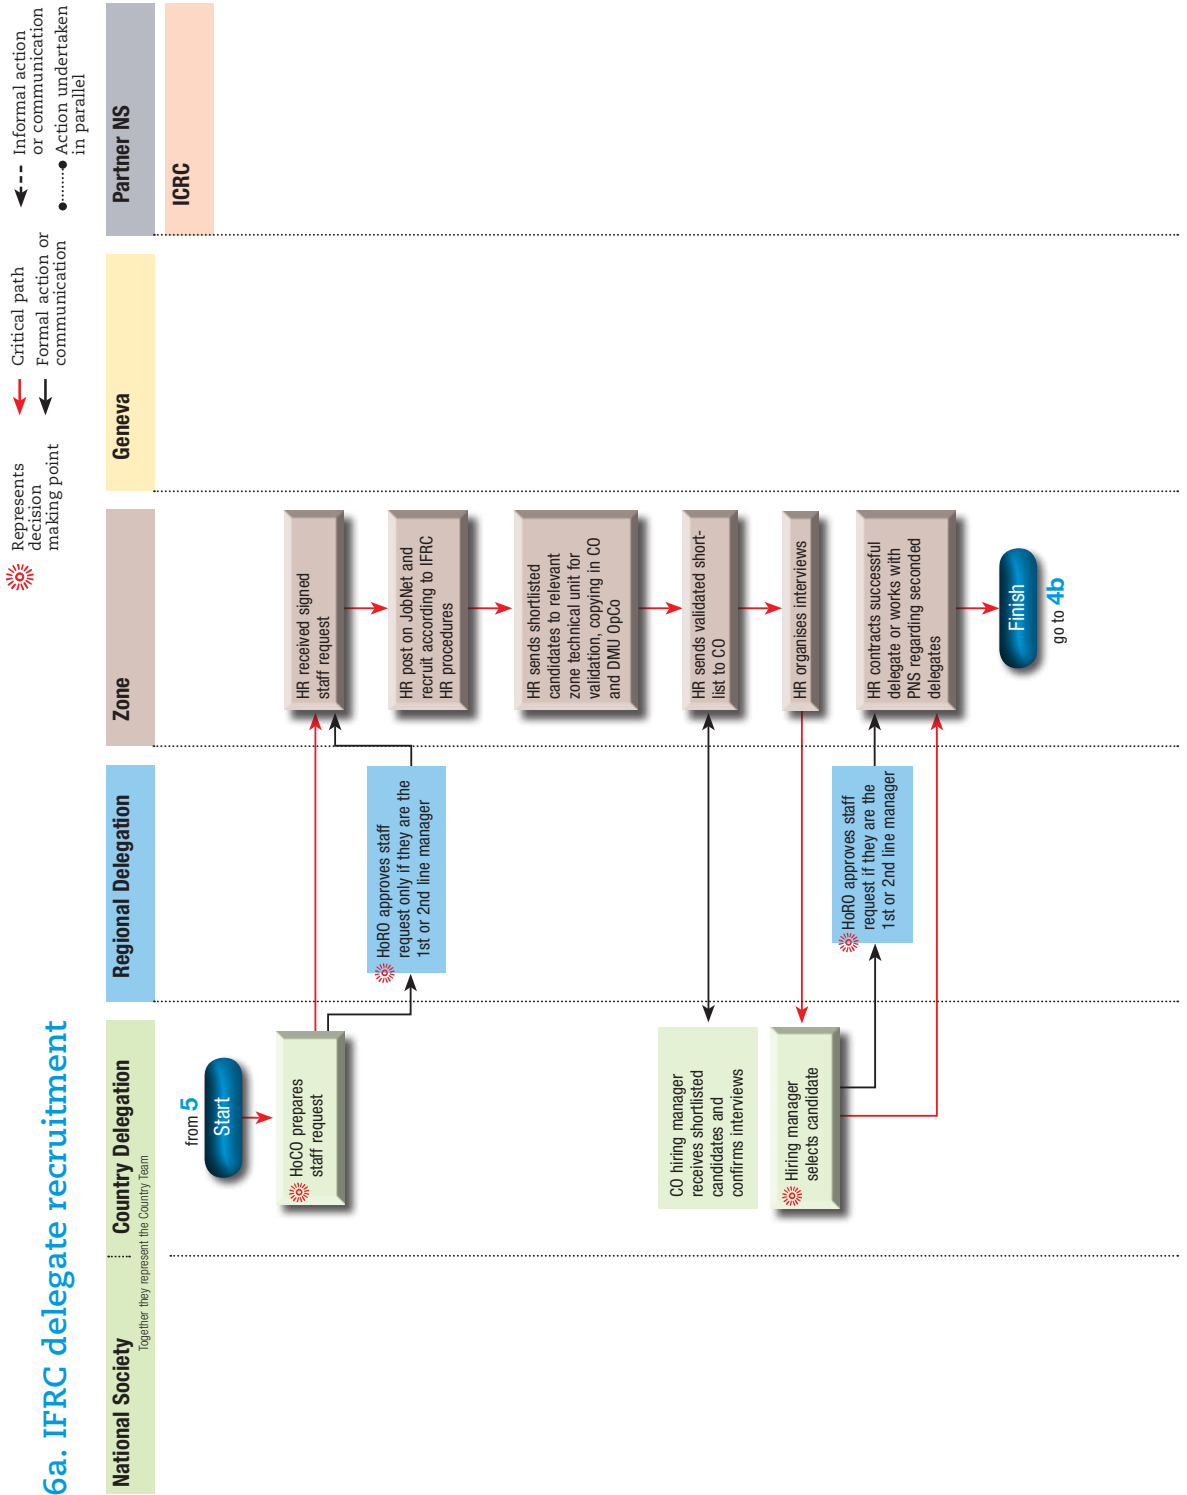 6a. IFRC delegate recruitment
Represents
decision
making point
Critical path
Formal action or
communication
Informal action
or communication
Action undertaken
in parallel
National Society
Country Delegation
Together they represent the Country Team
Regional Delegation
Zone
Geneva
Partner NS
ICRC
from 5
Start
HoCO prepares
staff request
HR received signed
staff request
HoRO approves staff
request only if they are the
1st or 2nd line manager
HR post on JobNet and
recruit according to IFRC
HR procedures
HR sends shortlisted
candidates to relevant
zone technical unit for
validation, copying in CO
and DMU OpCo
CO hiring manager
receives shortlisted
candidates and
confirms interviews
HR sends validated short-
list to CO
HR organises interviews
Hiring manager
selects candidate
HoRO approves staff
request if they are the
1st or 2nd line manager
HR contracts successful
delegate or works with
PNS regarding seconded
delegates
Finish
go to 4b